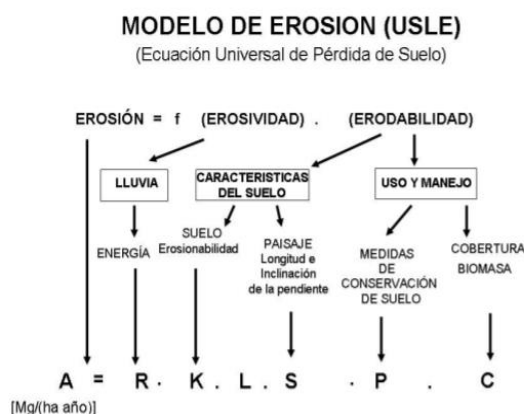 MODELO DE EROSION (USLE)
(Ecuación Universal de Pérdida de Suelo)
EROSIÓN = f (EROSIVIDAD) . (ERODABILIDAD)
LLUVIA
CARACTERISTICAS
DEL SUELO
USO Y MANEJO
ENERGÍA
SUELO
Erosionabilidad
PAISAJE
Longitud e
Inclinación
de la pendiente
MEDIDAS
DE
CONSERVACIÓN
DE SUELO
COBERTURA
BIOMASA
A = R . K . L . S . P . C
[Mg/(ha año)]